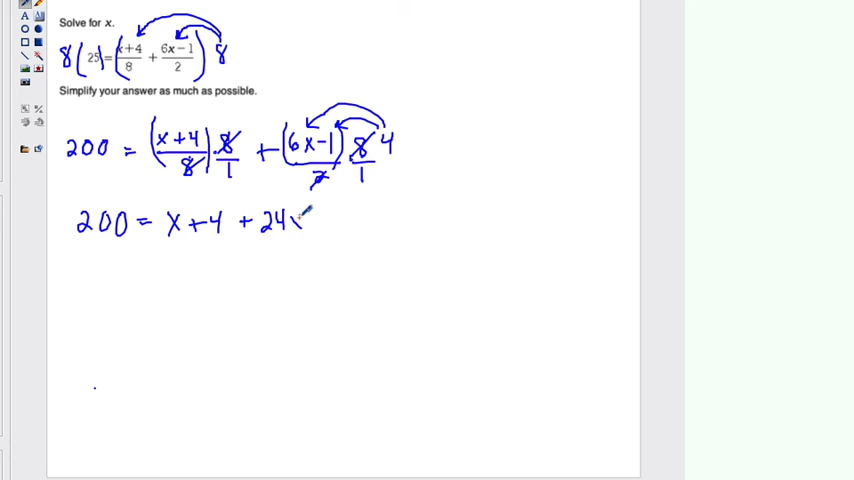 Solve for x.
8(25)=(x+4/8 + 6x−1/2)8
Simplify your answer as much as possible.
200 = (x+4/8)·8/1 + (6x−1/2)·8/1 4
200 = x+4 + 24x